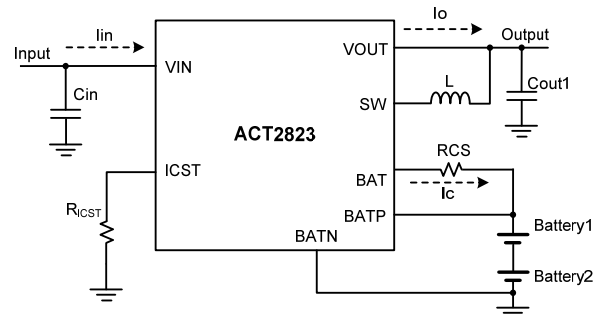 Iin
Io
Input
VIN
VOUT
Output
Cin
L
Cout1
SW
ACT2823
RCS
ICST
BAT
Ic
RICST
BATP
BATN
Battery1
Battery2